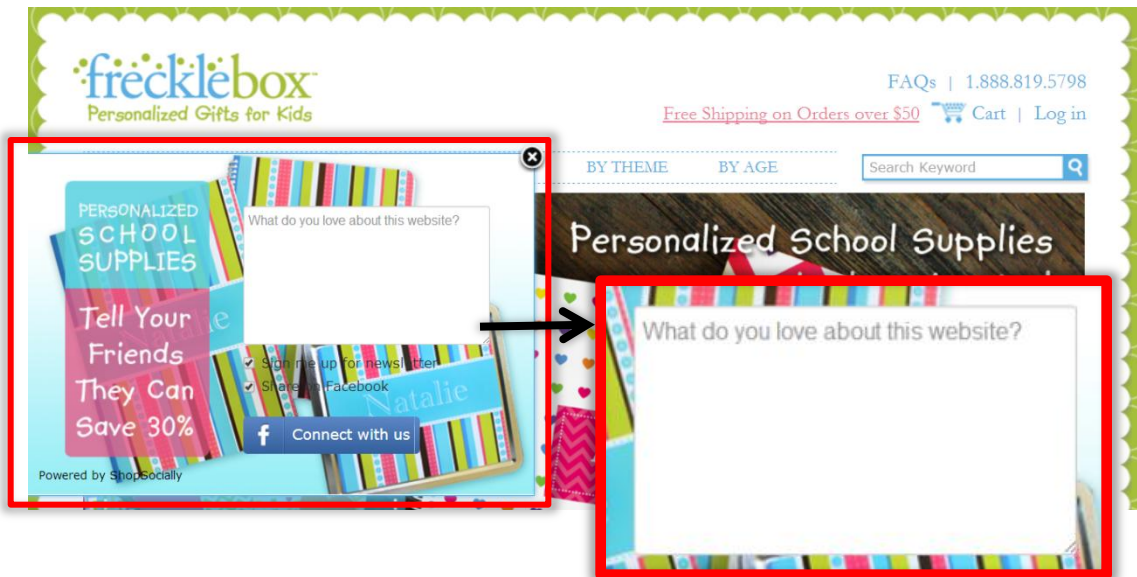 frecklebox
Personalized Gifts for Kids
FAQs | 1.888.819.5798
Free Shipping on Orders over $50 Cart | Log in
BY THEME BY AGE Search Keyword
PERSONALIZED
SCHOOL
SUPPLIES
Tell Your
Friends
They Can
Save 30%
What do you love about this website?
Sign me up for newsletter
Share on Facebook
f Connect with us
Powered by ShopSocially
Natalie
Natalie
Personalized School Supplies
What do you love about this website?